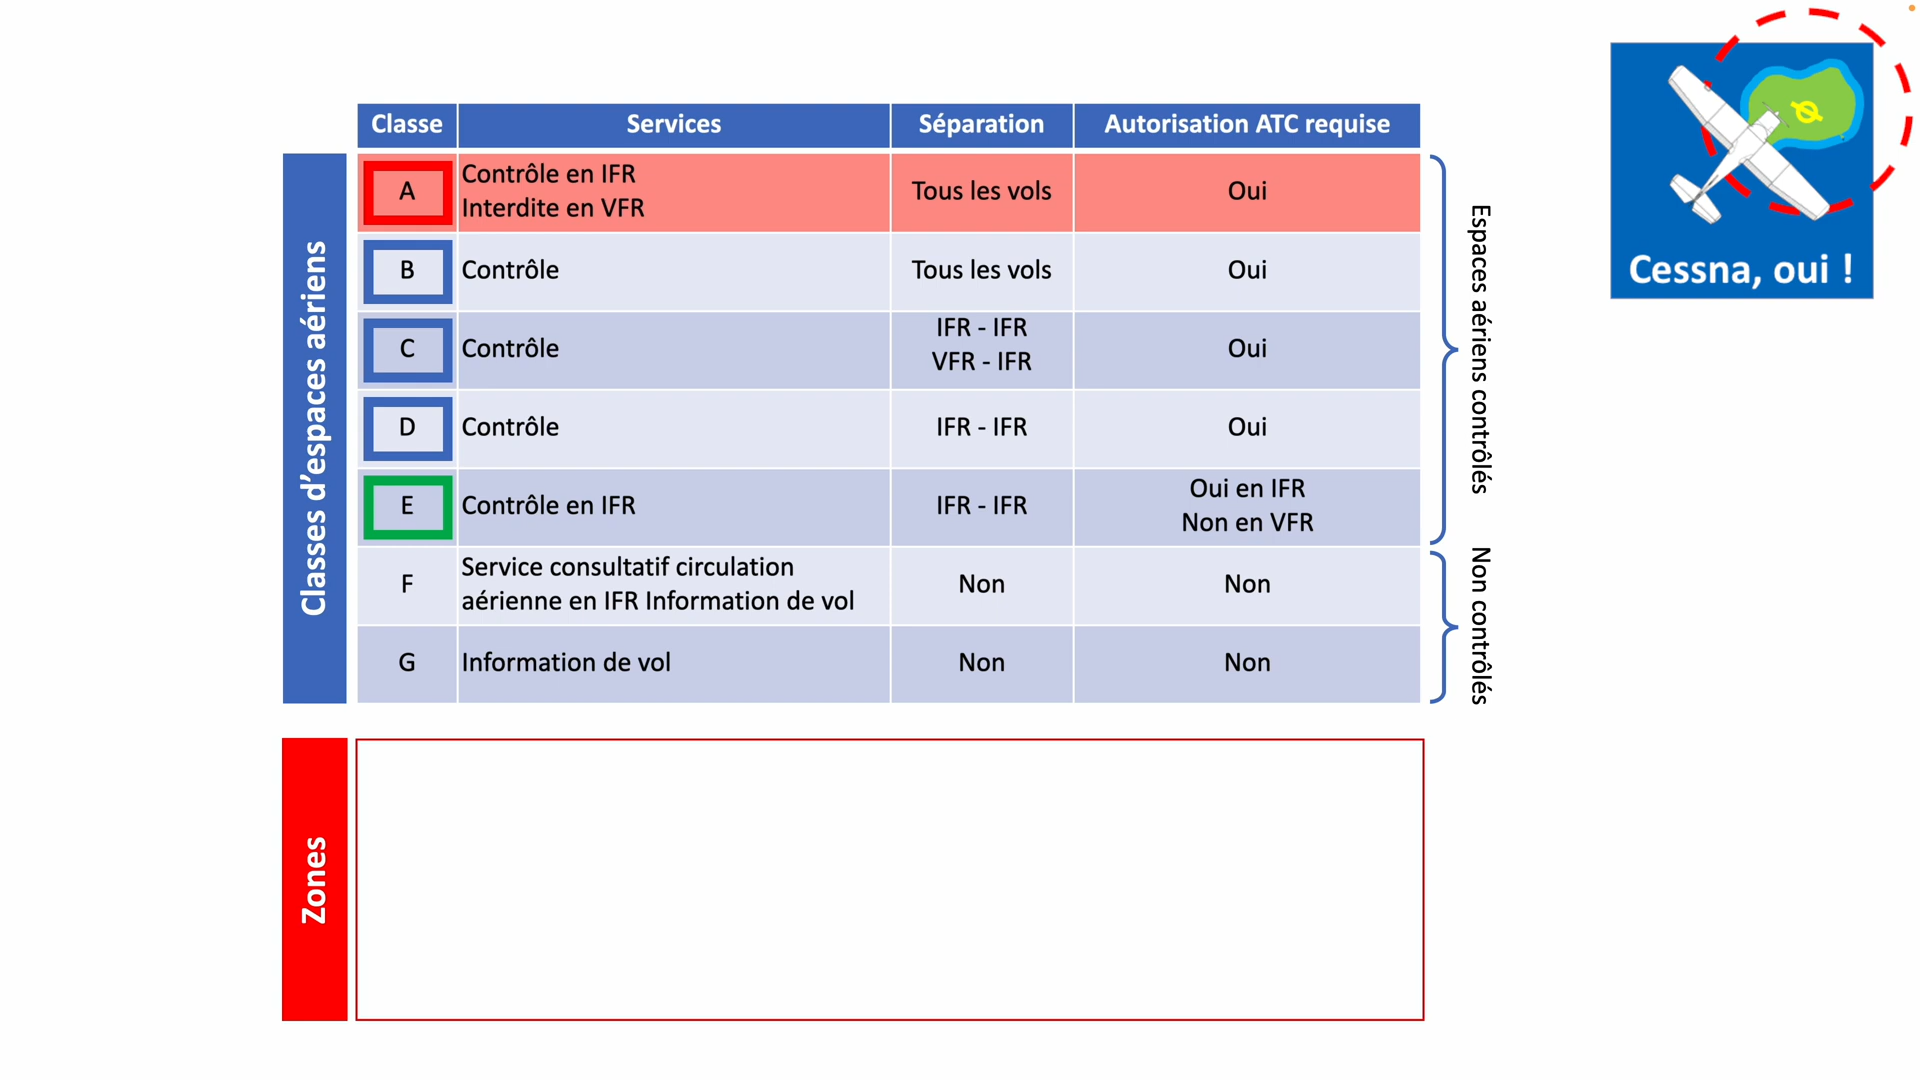 Classe Services Séparation Autorisation ATC requise
Classes d’espaces aériens
A Contrôle en IFR Interdite en VFR Tous les vols Oui
B Contrôle Tous les vols Oui
C Contrôle IFR - IFR VFR - IFR Oui
D Contrôle IFR - IFR Oui
E Contrôle en IFR IFR - IFR Oui en IFR Non en VFR
F Service consultatif circulation aérienne en IFR Information de vol Non Non
G Information de vol Non Non
Espaces aériens contrôlés
Non contrôlés
Zones
Cessna, oui !